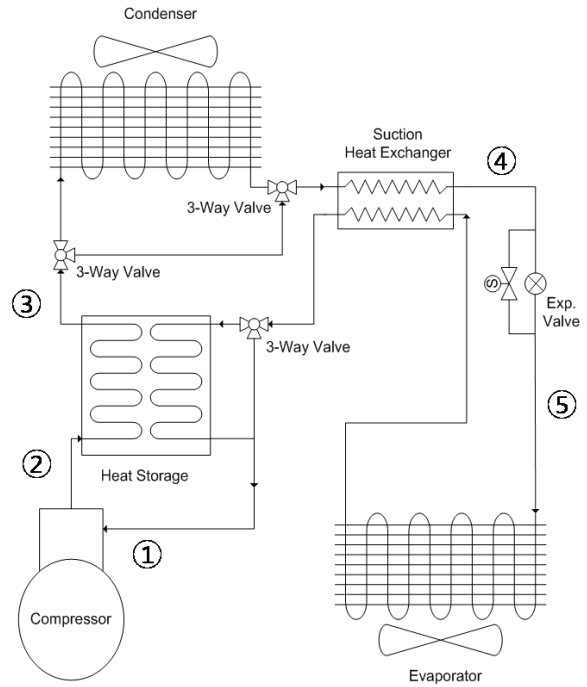 Condenser
Suction
Heat Exchanger
④
3-Way Valve
3-Way Valve
Ⓢ
Exp.
Valve
③
3-Way Valve
⑤
②
Heat Storage
①
Compressor
Evaporator